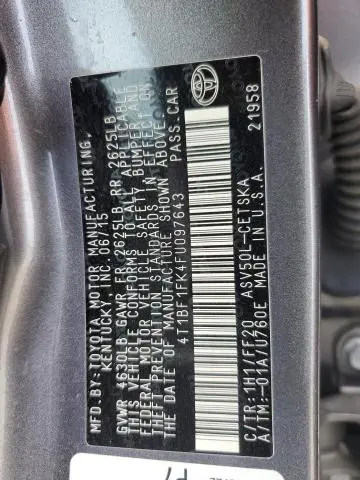 MFD. BY: TOYOTA MOTOR MANUFACTURING,
KENTUCKY, INC. 06/15
GVWR 4630LB GAWR FR 2625LB RR 2625LB
THIS VEHICLE CONFORMS TO ALL APPLICABLE
FEDERAL MOTOR VEHICLE SAFETY, BUMPER, AND
THEFT PREVENTION STANDARDS IN EFFECT ON
THE DATE OF MANUFACTURE SHOWN ABOVE.
4T1BF1FK4FU097643 PASS.CAR
C/TR: 1H1/FF20 ASV50L-CETSKA
A/TM: -01A/U760E MADE IN U.S.A. 21958
P7